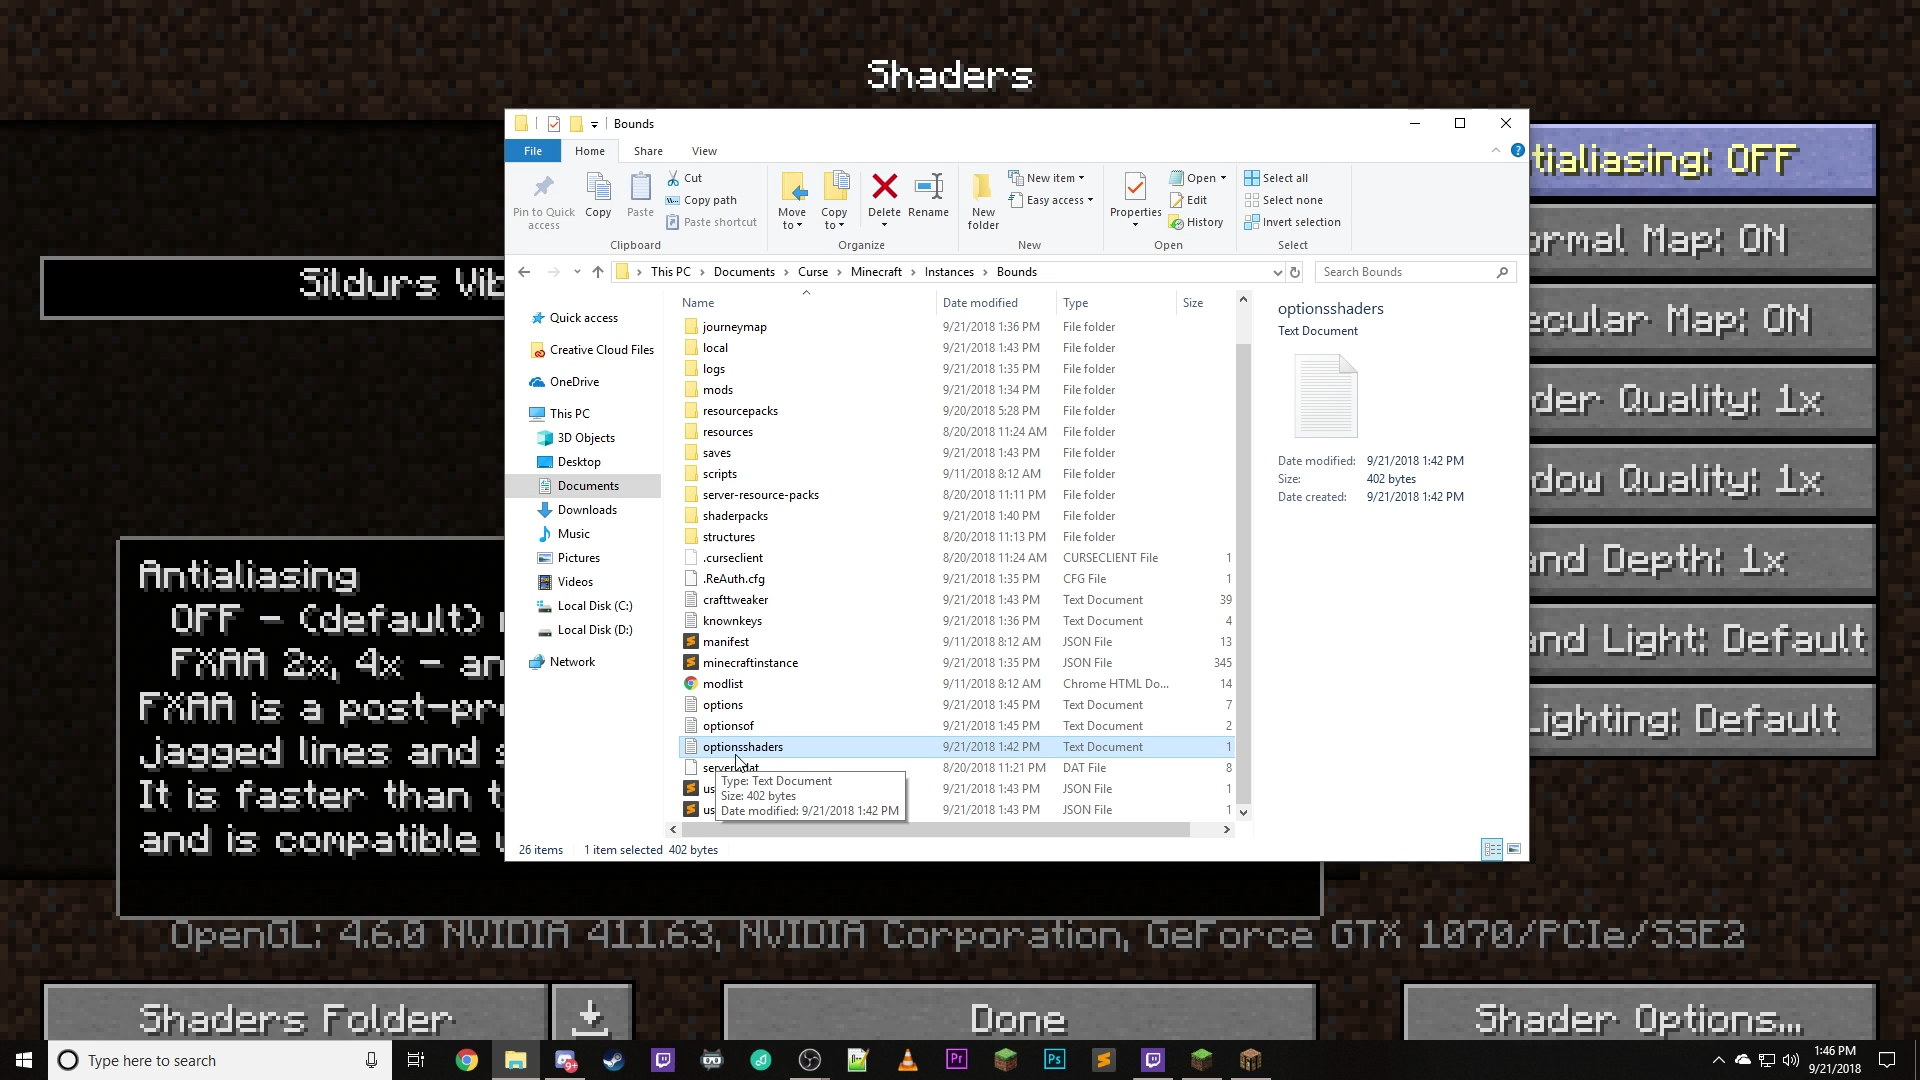 Shaders
Bounds
File
Home
Share
View
Pin to Quick
access
Copy
Paste
Cut
Copy path
Paste shortcut
Clipboard
Move
to
Copy
to
Delete
Rename
Organize
New
folder
New item
Easy access
New
Properties
Open
Edit
History
Open
Select all
Select none
Invert selection
Select
This PC > Documents > Curse > Minecraft > Instances > Bounds
Search Bounds
Quick access
Creative Cloud Files
OneDrive
This PC
3D Objects
Desktop
Documents
Downloads
Music
Pictures
Videos
Local Disk (C:)
Local Disk (D:)
Network
Name Date modified Type Size
journeymap 9/21/2018 1:36 PM File folder
local 9/21/2018 1:43 PM File folder
logs 9/21/2018 1:35 PM File folder
mods 9/21/2018 1:34 PM File folder
resourcepacks 9/20/2018 5:28 PM File folder
resources 8/20/2018 11:24 AM File folder
saves 9/21/2018 1:43 PM File folder
scripts 9/11/2018 8:12 AM File folder
server-resource-packs 8/20/2018 11:11 PM File folder
shaderpacks 9/21/2018 1:40 PM File folder
structures 8/20/2018 11:13 PM File folder
.curseclient 8/20/2018 11:24 AM CURSECLIENT File 1
.ReAuth.cfg 9/21/2018 1:35 PM CFG File 1
crafttweaker 9/21/2018 1:43 PM Text Document 39
knownkeys 9/21/2018 1:36 PM Text Document 4
manifest 9/11/2018 8:12 AM JSON File 13
minecraftinstance 9/21/2018 1:35 PM JSON File 345
modlist 9/11/2018 8:12 AM Chrome HTML Do... 14
options 9/21/2018 1:45 PM Text Document 7
optionsof 9/21/2018 1:45 PM Text Document 2
optionsshaders 9/21/2018 1:42 PM Text Document 1
8/20/2018 11:21 PM DAT File 8
us 9/21/2018 1:43 PM JSON File 1
us 9/21/2018 1:43 PM JSON File 1
Type: Text Document
Size: 402 bytes
Date modified: 9/21/2018 1:42 PM
optionsshaders
Text Document
Date modified: 9/21/2018 1:42 PM
Size: 402 bytes
Date created: 9/21/2018 1:42 PM
26 items 1 item selected 402 bytes
Sildurs Vib
tialiasing: OFF
ormal Map: ON
ecular Map: ON
der Quality: 1x
dow Quality: 1x
and Depth: 1x
and Light: Default
Lighting: Default
Antialiasing
OFF - (default)
FXAA 2x, 4x - an
FXAA is a post-pr
jagged lines and s
It is faster than t
and is compatible
OpenGL: 4.6.0 NVIDIA 411.63, NVIDIA Corporation, GeForce GTX 1070/PCIe/SSE2
Shaders Folder
Done
Shader Options...
Type here to search
1:46 PM
9/21/2018